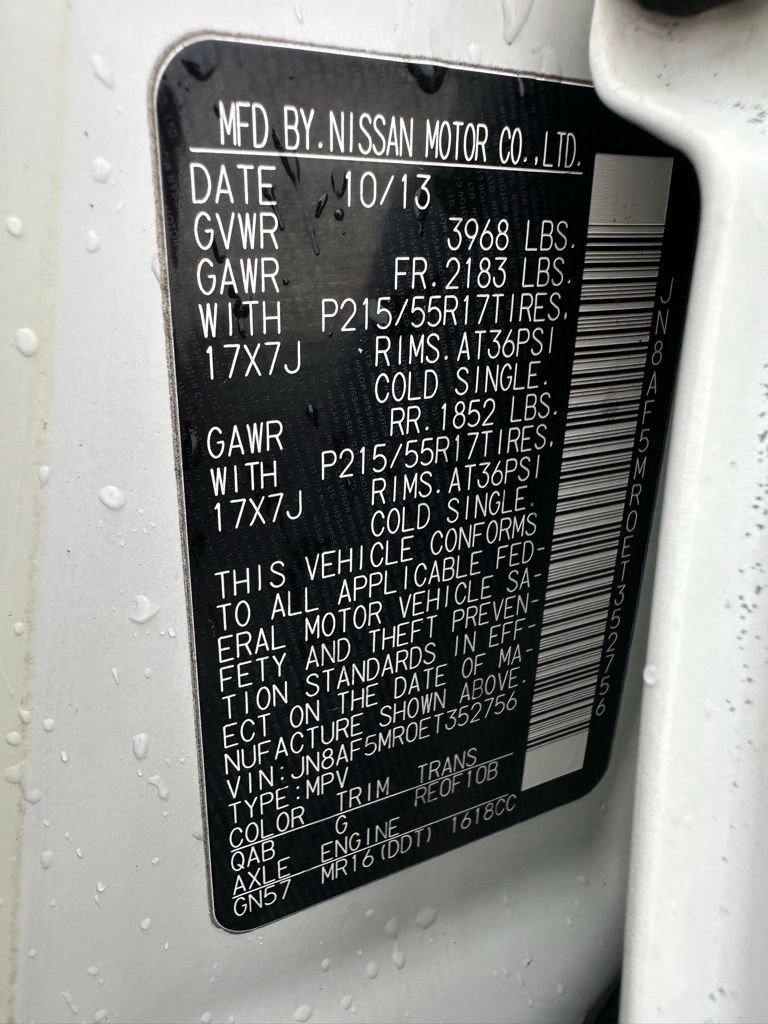 MFD BY. NISSAN MOTOR CO., LTD.
DATE 10/13
GVWR 3968 LBS.
GAWR FR. 2183 LBS.
WITH P215/55R17TIRES,
17X7J RIMS. AT36PSI
COLD SINGLE.
GAWR RR. 1852 LBS.
WITH P215/55R17TIRES,
17X7J RIMS. AT36PSI
COLD SINGLE.
THIS VEHICLE CONFORMS
TO ALL APPLICABLE FED-
ERAL MOTOR VEHICLE SA-
FETY AND THEFT PREVEN-
TION STANDARDS IN EFF-
ECT ON THE DATE OF MA-
NUFACTURE SHOWN ABOVE.
VIN:JN8AF5MR0ET352756
TYPE:MPV
COLOR TRIM TRANS
QAB G RE0F10B
AXLE ENGINE
GN57 MR16(DDT) 1618CC
JN8AF5MR0ET352756